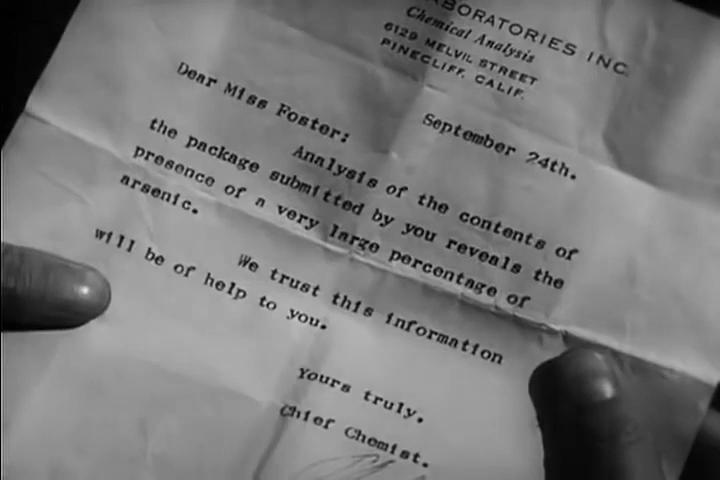 BORATORIES INC.
Chemical Analysis
6129 MELVIL STREET
PINECLIFF, CALIF.
September 24th.
Dear Miss Foster:
Analysis of the contents of
the package submitted by you reveals the
presence of a very large percentage of
arsenic.
We trust this information
will be of help to you.
Yours truly.
Chief Chemist.